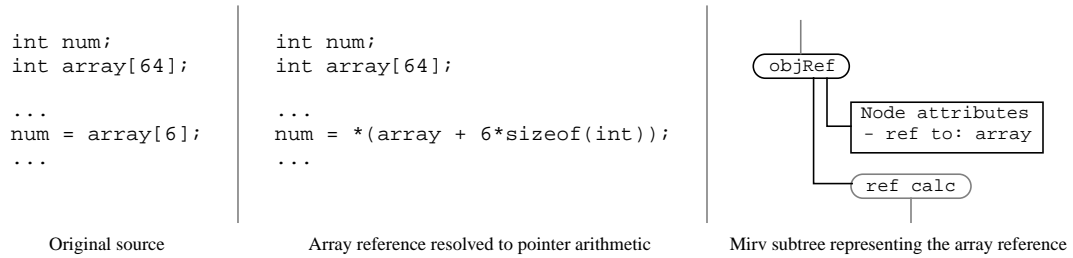 int num;
int array[64];
...
num = array[6];
...
Original source
int num;
int array[64];
...
num = *(array + 6*sizeof(int));
...
Array reference resolved to pointer arithmetic
objRef
Node attributes
- ref to: array
ref calc
Mirv subtree representing the array reference